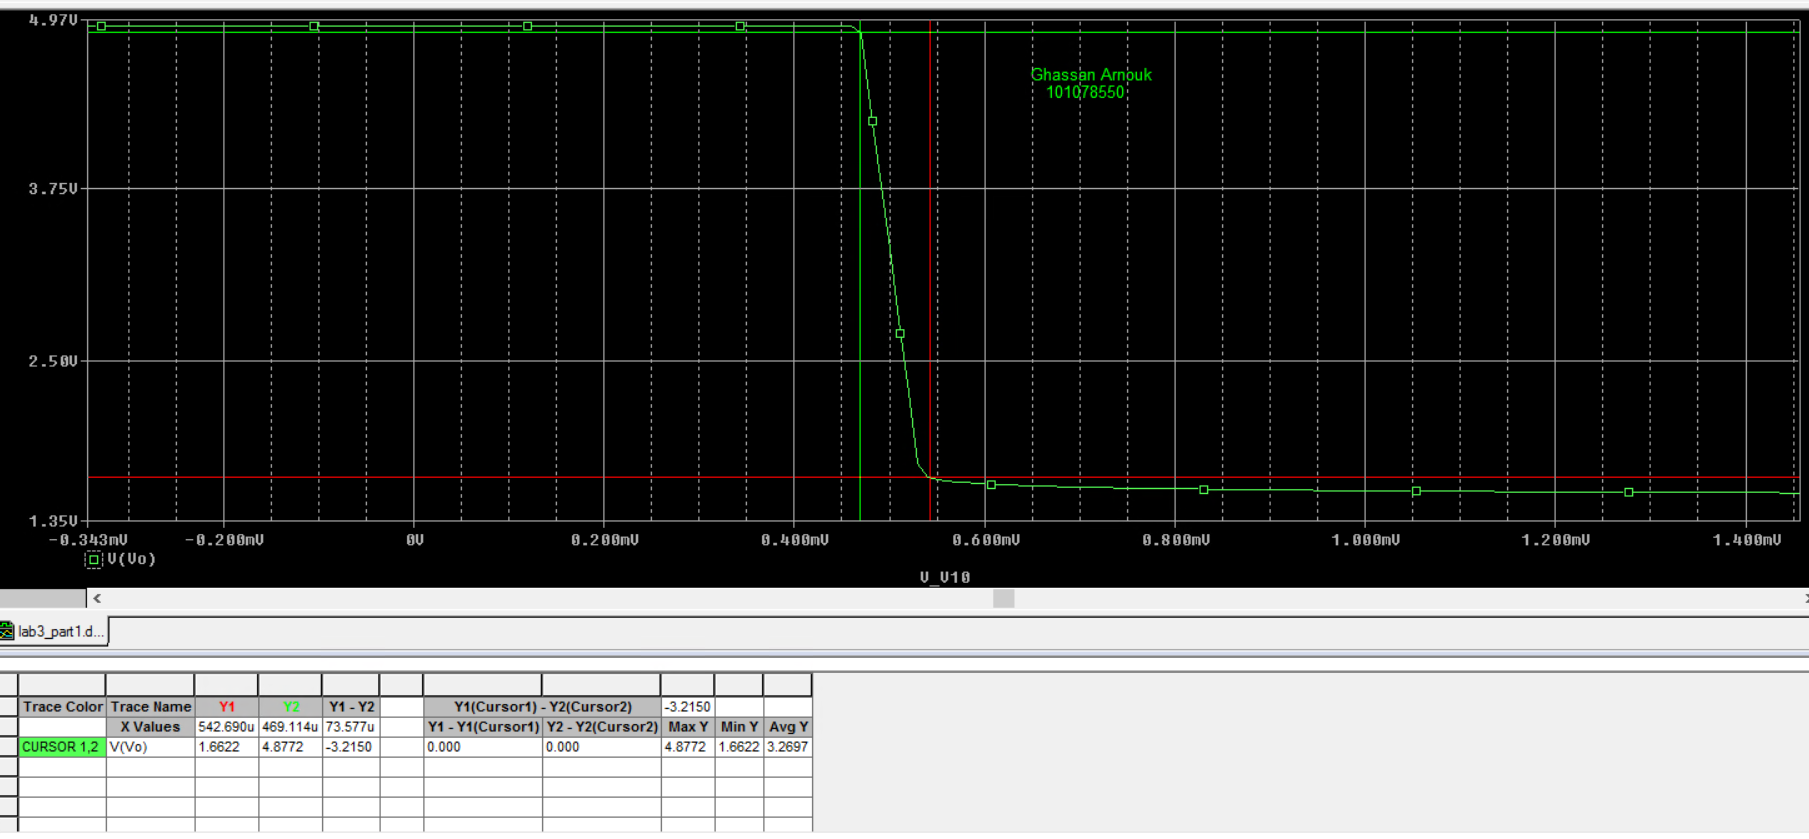 4.97V
Ghassan Arnouk
101078550
3.75V
2.50V
1.35V
-0.343mV -0.200mV 0V 0.200mV 0.400mV 0.600mV 0.800mV 1.000mV 1.200mV 1.400mV
V(Vo)
V_V10
<
lab3_part1.d...
Trace Color Trace Name Y1 Y2 Y1 - Y2 Y1(Cursor1) - Y2(Cursor2) -3.2150
X Values 542.690u 469.114u 73.577u Y1 - Y1(Cursor1) Y2 - Y2(Cursor2) Max Y Min Y Avg Y
CURSOR 1,2 V(Vo) 1.6622 4.8772 -3.2150 0.000 0.000 4.8772 1.6622 3.2697